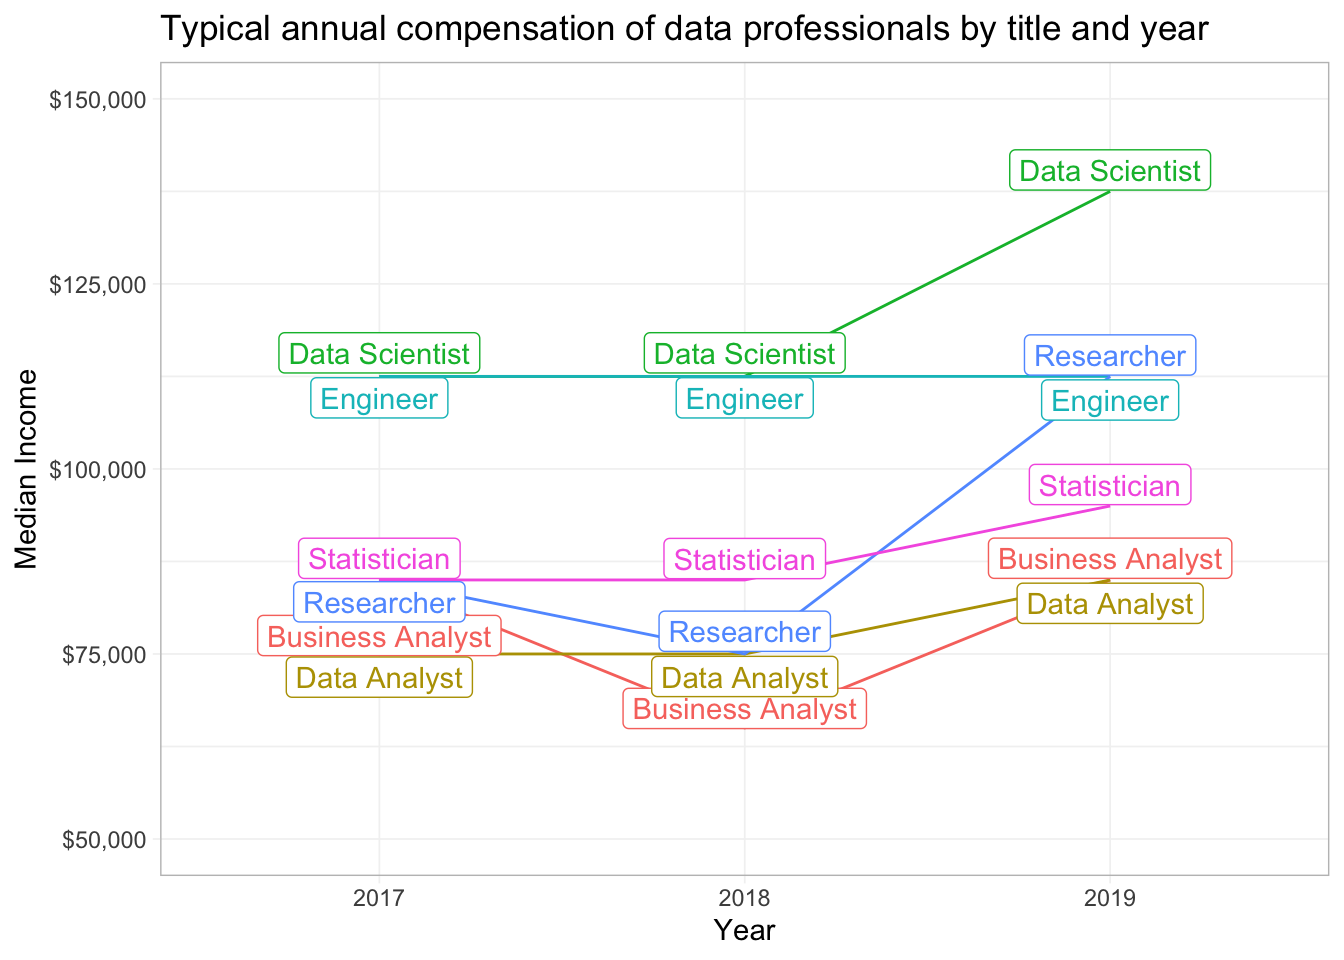 Typical annual compensation of data professionals by title and year
$150,000
Data Scientist
$125,000
Data Scientist
Data Scientist
Researcher
Engineer
Engineer
Engineer
Median Income
$100,000
Statistician
Statistician
Statistician
Business Analyst
Researcher
Data Analyst
Business Analyst
Researcher
$75,000
Data Analyst
Data Analyst
Business Analyst
$50,000
2017
2018
2019
Year